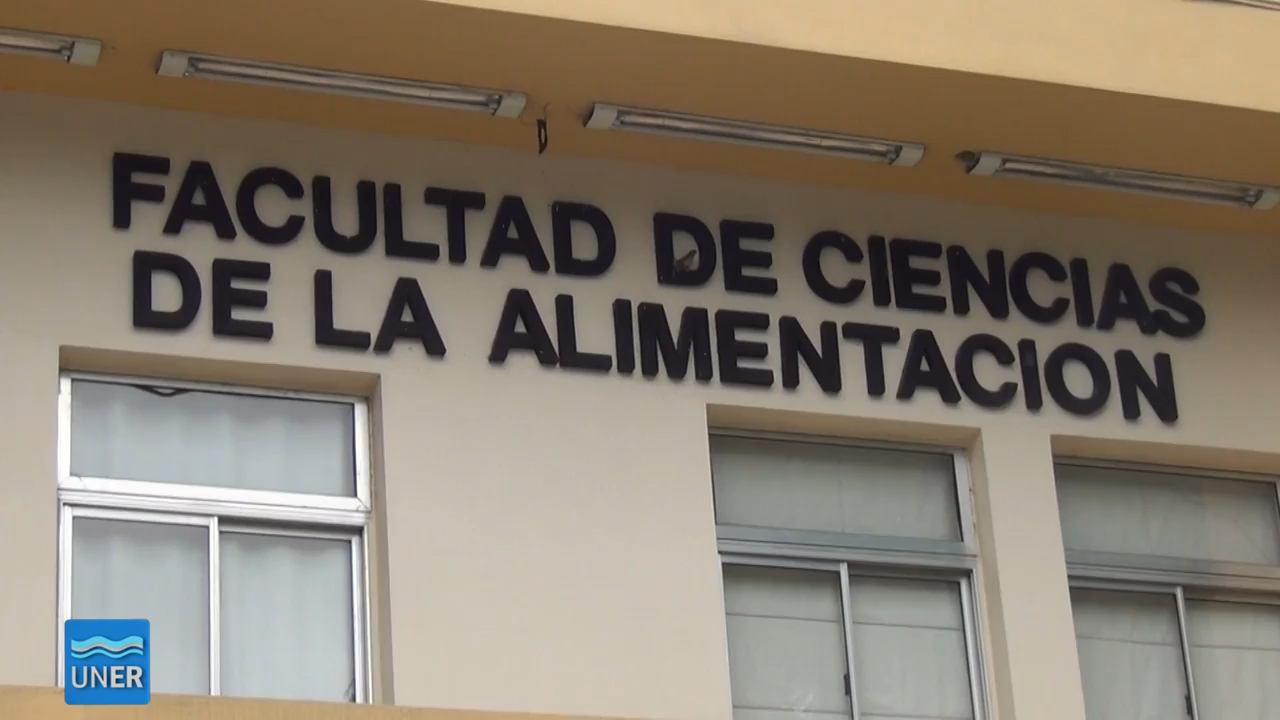 FACULTAD DE CIENCIAS
DE LA ALIMENTACION
UNER